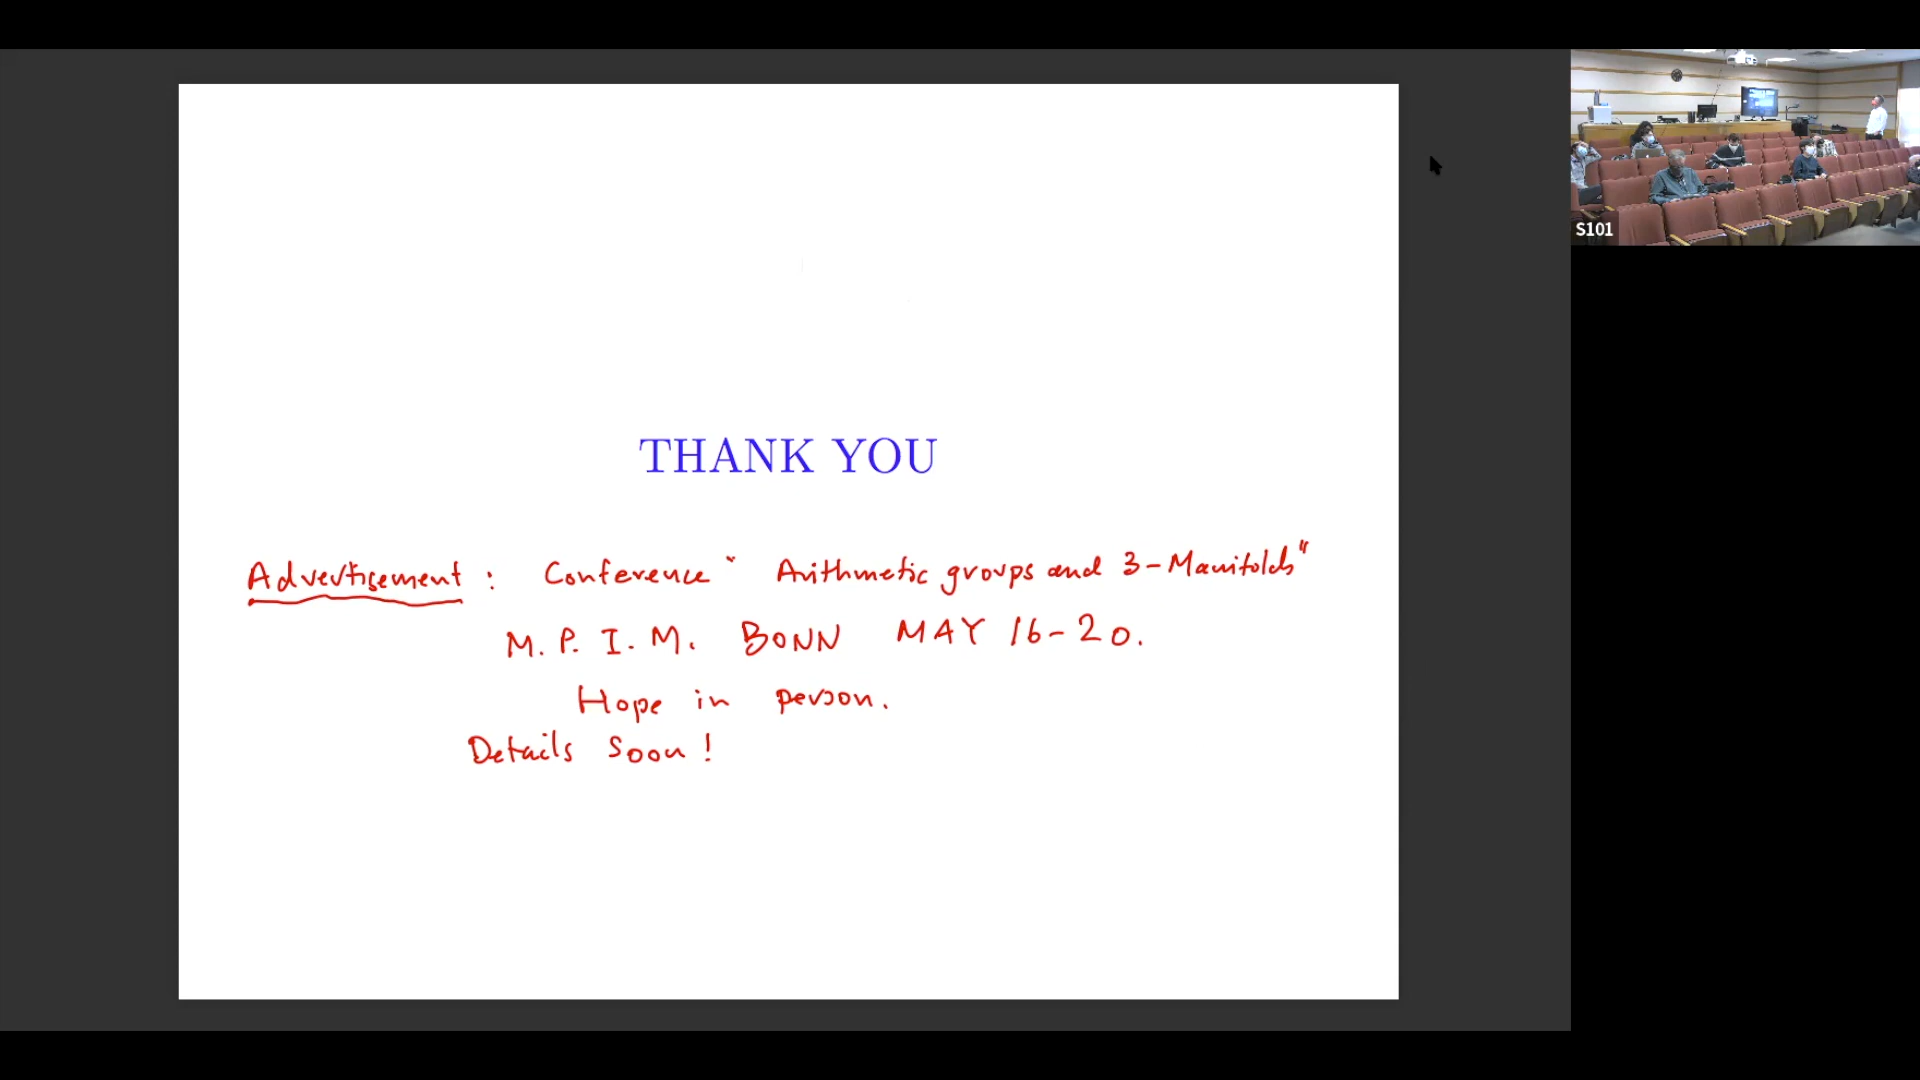 THANK YOU
Advertisement : Conference " Arithmetic groups and 3-Manifolds"
M. P. I. M. BONN MAY 16-20.
Hope in person.
Details Soon!
S101